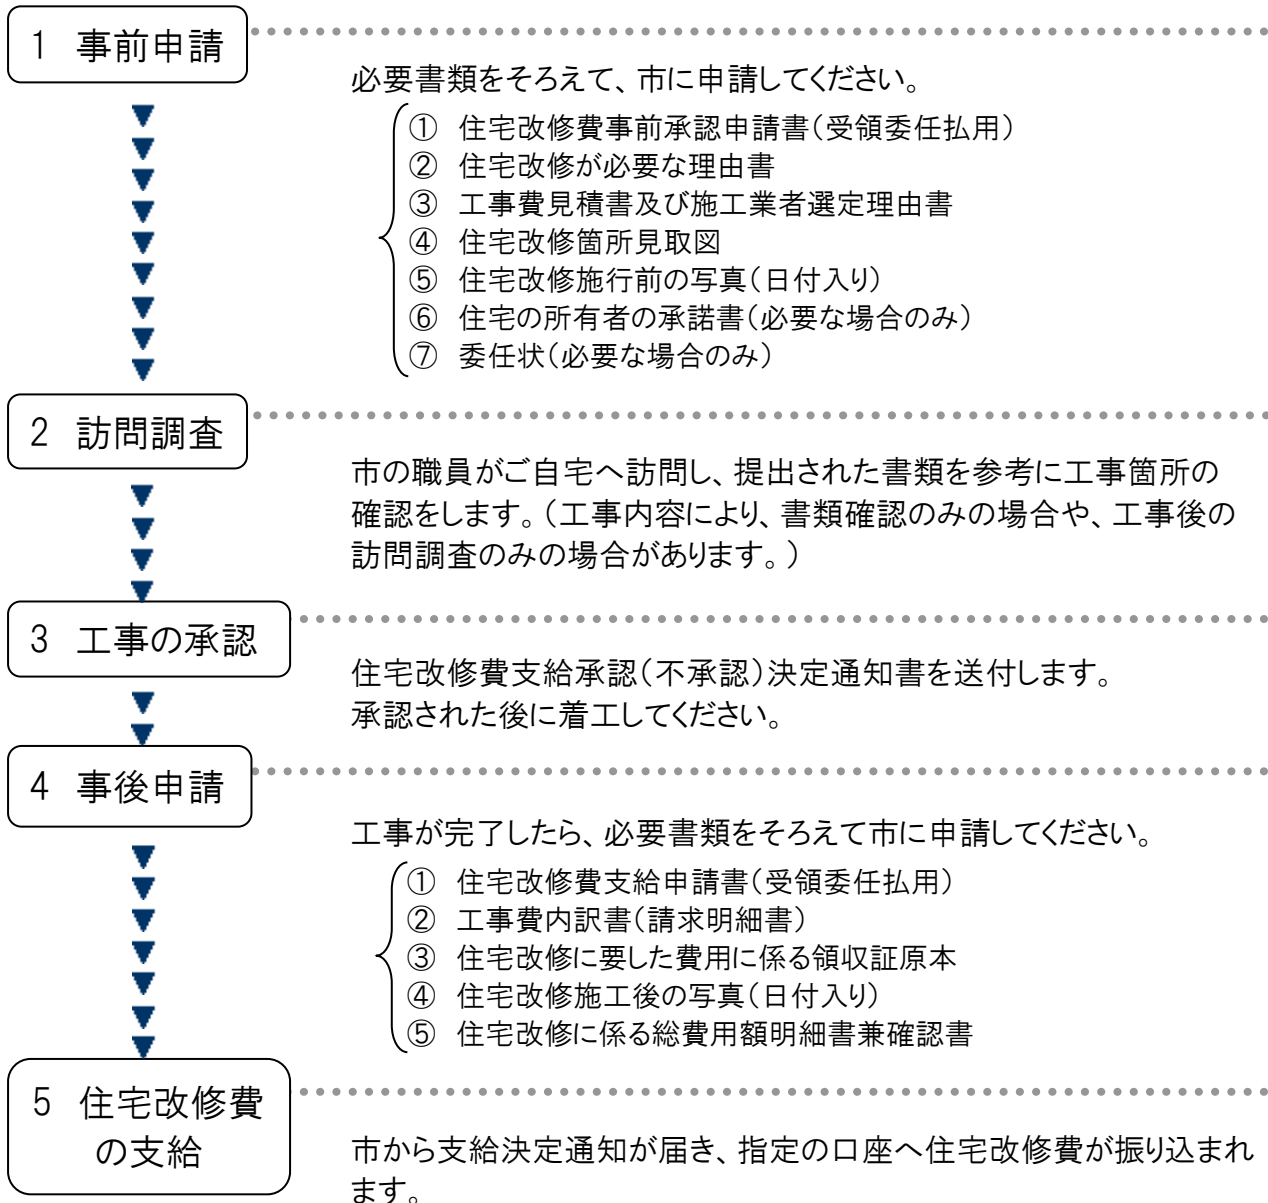 1 事前申請
必要書類をそろえて、市に申請してください。
① 住宅改修費事前承認申請書(受領委任払用)
② 住宅改修が必要な理由書
③ 工事費見積書及び施工業者選定理由書
④ 住宅改修箇所見取図
⑤ 住宅改修施行前の写真(日付入り)
⑥ 住宅の所有者の承諾書(必要な場合のみ)
⑦ 委任状(必要な場合のみ)
2 訪問調査
市の職員がご自宅へ訪問し、提出された書類を参考に工事箇所の
確認をします。(工事内容により、書類確認のみの場合や、工事後の
訪問調査のみの場合があります。)
3 工事の承認
住宅改修費支給承認(不承認)決定通知書を送付します。
承認された後に着工してください。
4 事後申請
工事が完了したら、必要書類をそろえて市に申請してください。
① 住宅改修費支給申請書(受領委任払用)
② 工事費内訳書(請求明細書)
③ 住宅改修に要した費用に係る領収証原本
④ 住宅改修施工後の写真(日付入り)
⑤ 住宅改修に係る総費用額明細書兼確認書
5 住宅改修費
の支給
市から支給決定通知が届き、指定の口座へ住宅改修費が振り込まれ
ます。